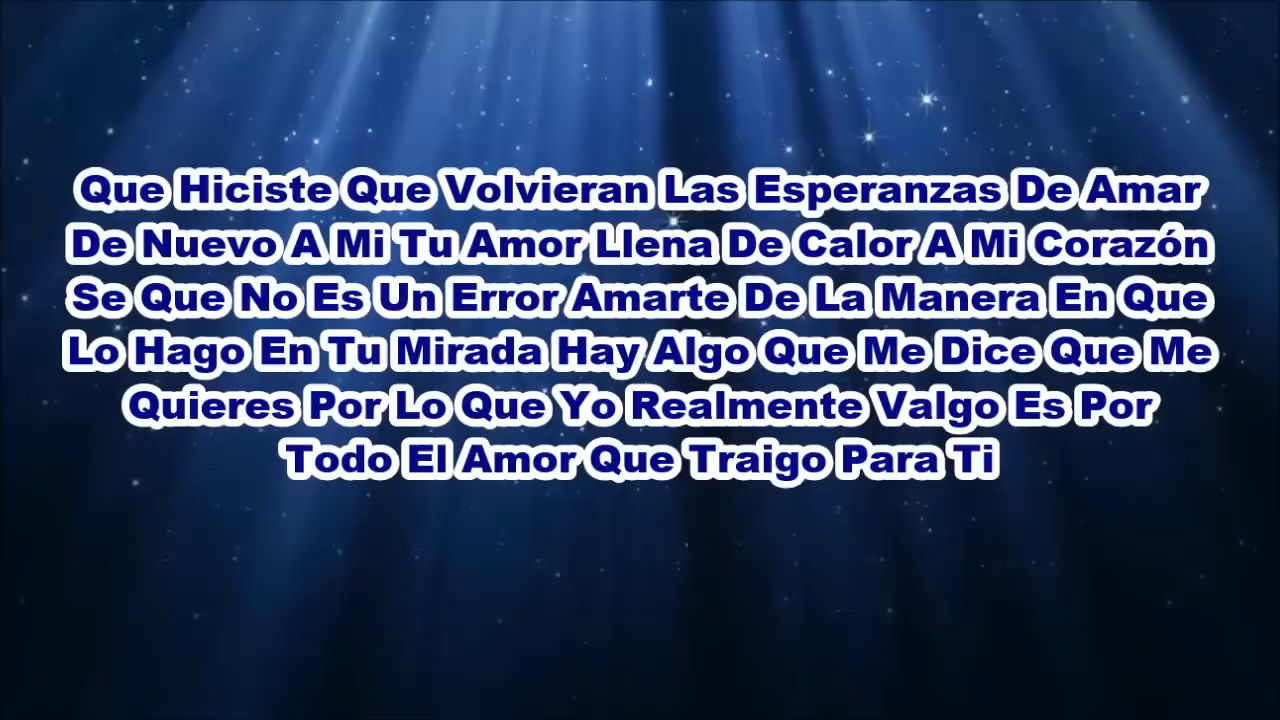 Que Hiciste Que Volvieran Las Esperanzas De Amar
De Nuevo A Mi Tu Amor Llena De Calor A Mi Corazón
Se Que No Es Un Error Amarte De La Manera En Que
Lo Hago En Tu Mirada Hay Algo Que Me Dice Que Me
Quieres Por Lo Que Yo Realmente Valgo Es Por
Todo El Amor Que Traigo Para Ti